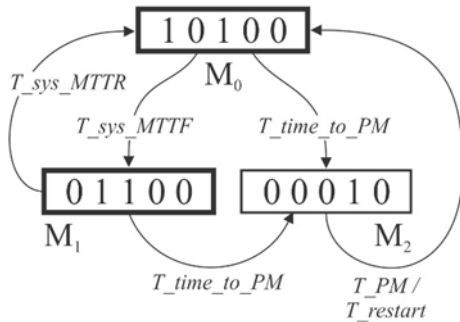 1 0 1 0 0
T_sys_MTTR
M0
T_sys_MTTF
T_time_to_PM
0 1 1 0 0
0 0 0 1 0
M1
M2
T_time_to_PM
T_PM /
T_restart